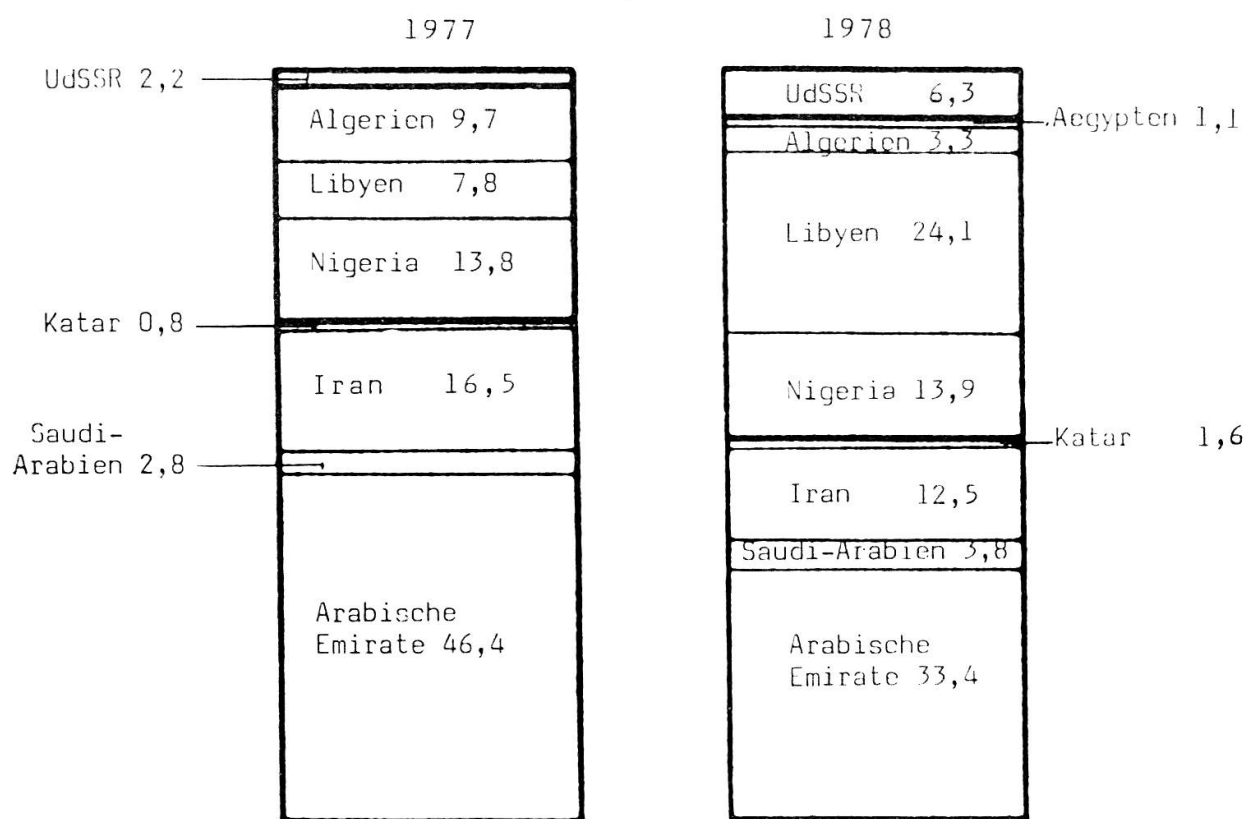 1977
UdSSR 2,2
Algerien 9,7
Libyen 7,8
Nigeria 13,8
Katar 0,8
Iran 16,5
Saudi-
Arabien 2,8
Arabische
Emirate 46,4
1978
UdSSR 6,3
Aegypten 1,1
Algerien 3,3
Libyen 24,1
Nigeria 13,9
Katar 1,6
Iran 12,5
Saudi-Arabien 3,8
Arabische
Emirate 33,4